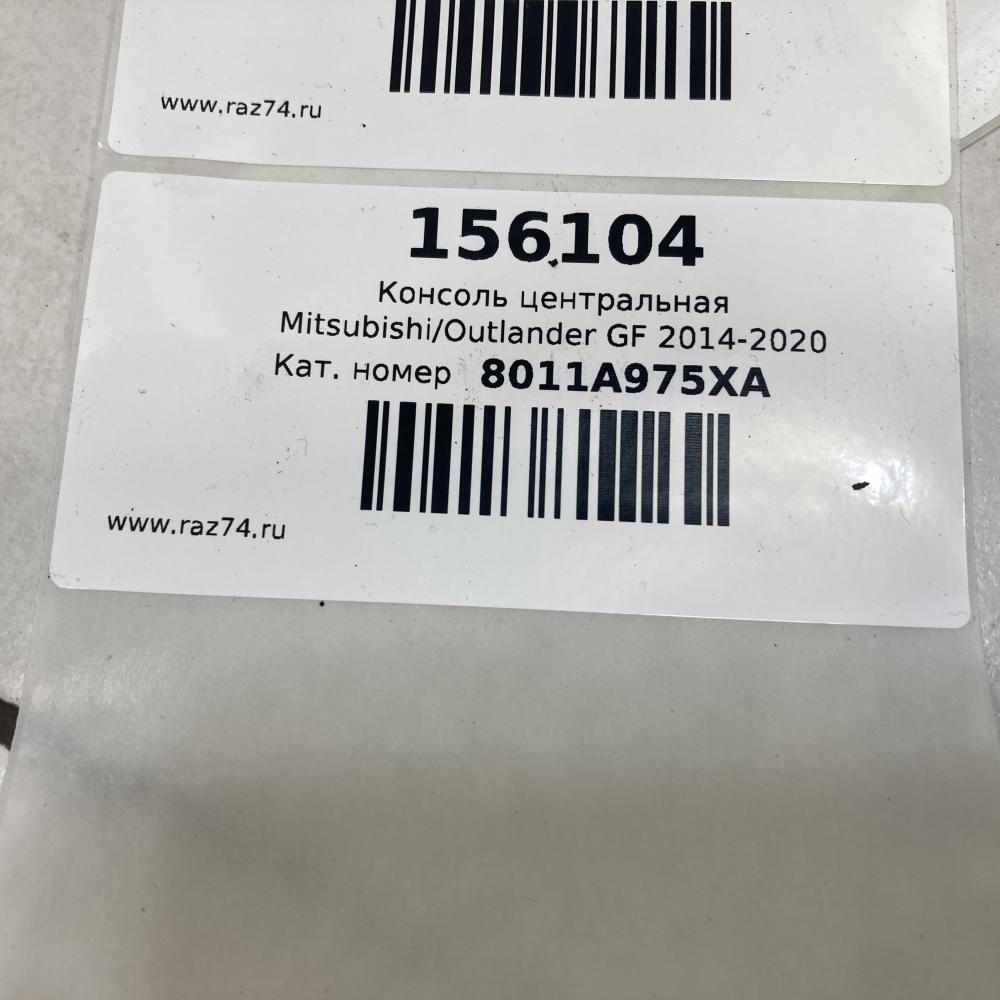 www.raz74.ru
156104
Консоль центральная
Mitsubishi/Outlander GF 2014-2020
Кат. номер 8011A975XA
www.raz74.ru